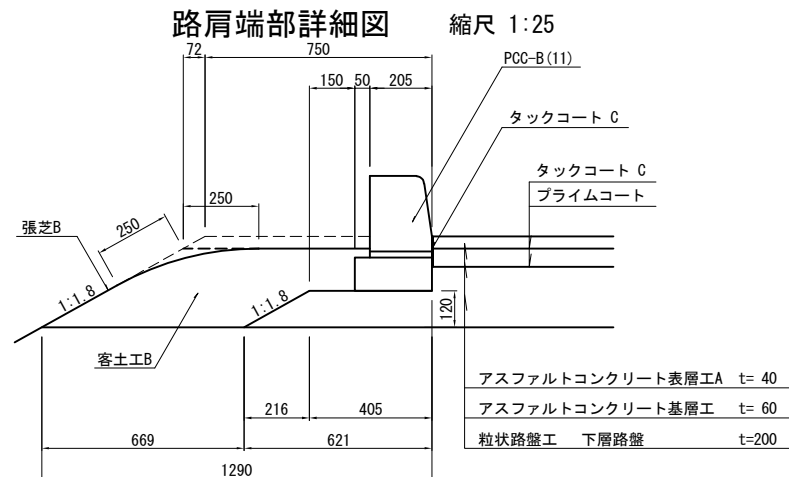 路肩端部詳細図 縮尺 1:25
72 750
PCC-B(11)
150 50 205
タックコート C
タックコート C
プライムコート
250
250
張芝B
1:1.8
1:1.8
120
客土工B
アスファルトコンクリート表層工A t= 40
216 405
アスファルトコンクリート基層工 t= 60
669 621
粒状路盤工 下層路盤 t=200
1290